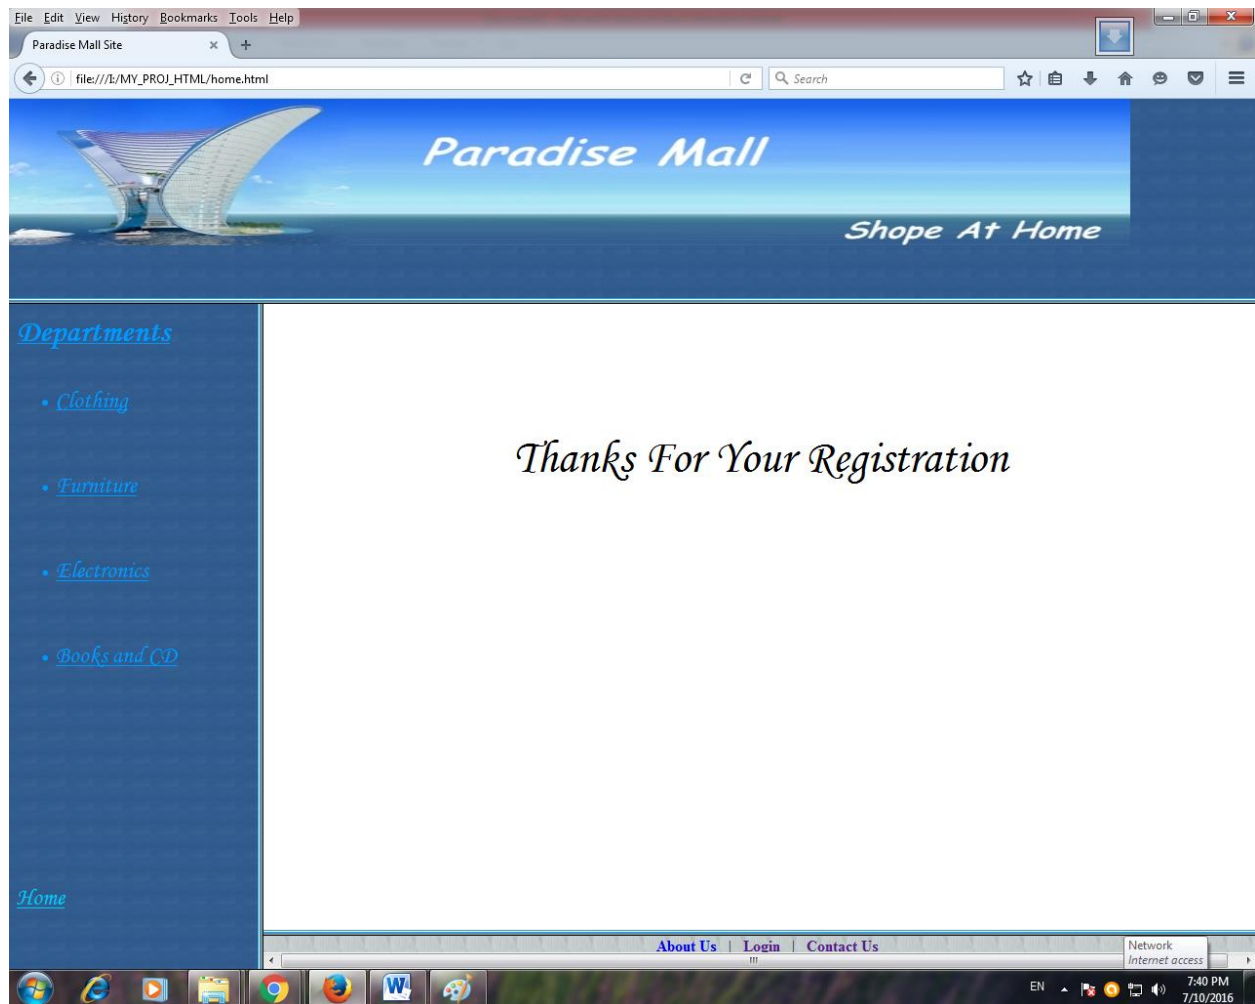 File Edit View History Bookmarks Tools Help
Paradise Mall Site
file:///I:/MY_PROJ_HTML/home.html
Search
Paradise Mall
Shope At Home
Departments
• Clothing
• Furniture
• Electronics
• Books and CD
Home
Thanks For Your Registration
About Us | Login | Contact Us
Network
Internet access
EN
7:40 PM
7/10/2016